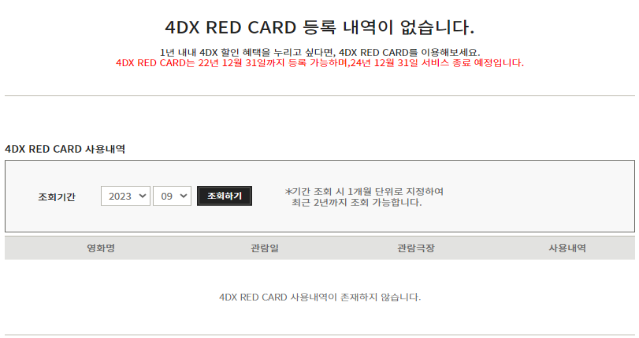 4DX RED CARD 등록 내역이 없습니다.
1년 내내 4DX 할인 혜택을 누리고 싶다면, 4DX RED CARD를 이용해보세요.
4DX RED CARD는 22년 12월 31일까지 등록 가능하며,24년 12월 31일 서비스 종료 예정입니다.
4DX RED CARD 사용내역
조회기간 2023 09 조회하기 *기간 조회 시 1개월 단위로 지정하여
최근 2년까지 조회 가능합니다.
영화명 관람일 관람극장 사용내역
4DX RED CARD 사용내역이 존재하지 않습니다.